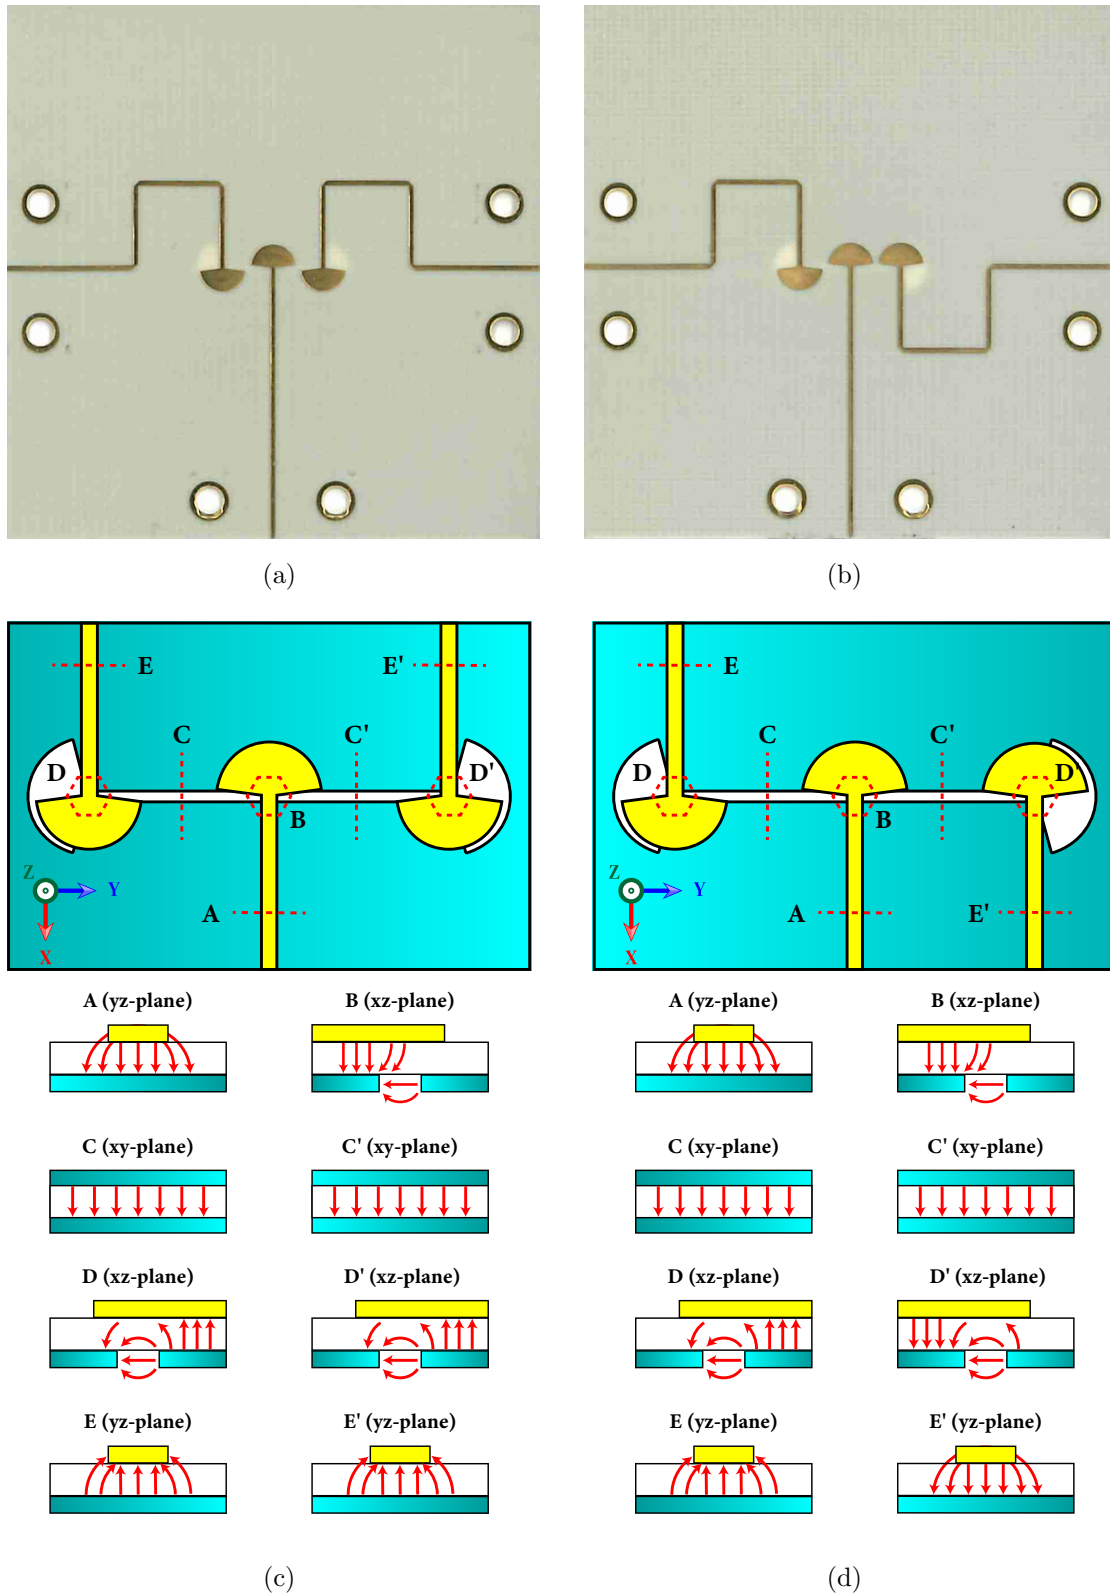 (a) (b)
E E'
C C'
D D'
B
Z
Y
A
X
E
C C'
D D'
B
Z
Y
A E'
X
A (yz-plane) B (xz-plane)
C (xy-plane) C' (xy-plane)
D (xz-plane) D' (xz-plane)
E (yz-plane) E' (yz-plane)
(c)
A (yz-plane) B (xz-plane)
C (xy-plane) C' (xy-plane)
D (xz-plane) D' (xz-plane)
E (yz-plane) E' (yz-plane)
(d)